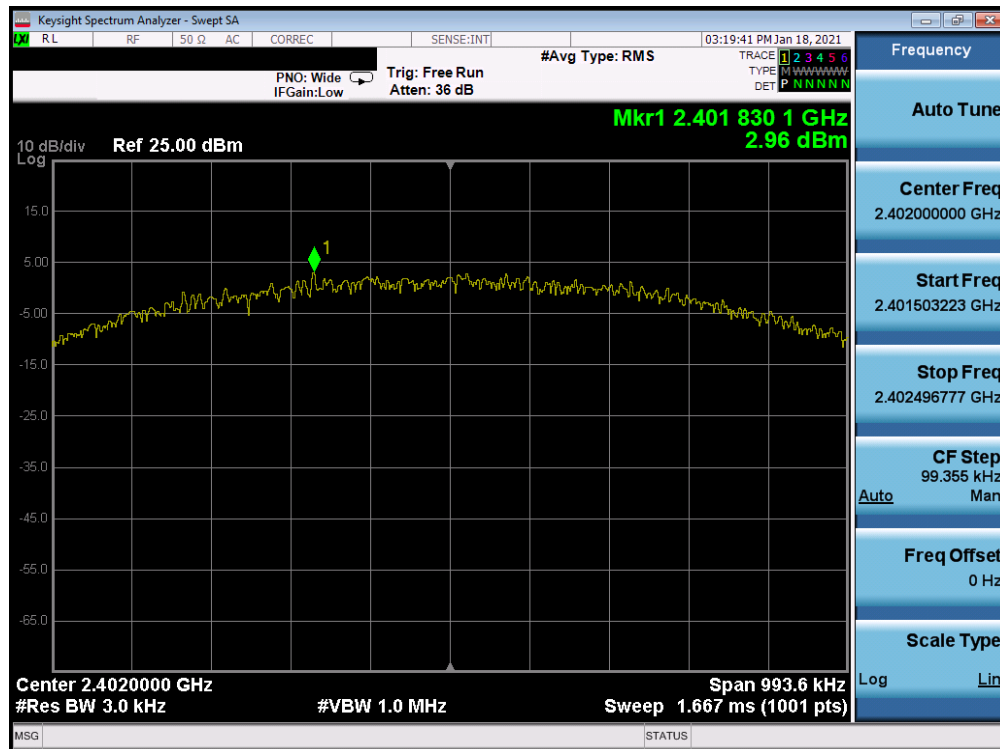 Keysight Spectrum Analyzer - Swept SA
LXI RL RF 50 Ω AC CORREC SENSE:INT 03:19:41 PM Jan 18, 2021
PNO: Wide
IFGain:Low
Trig: Free Run
Atten: 36 dB
#Avg Type: RMS
TRACE 1 2 3 4 5 6
TYPE M WWWWW
DET P N N N N N
Mkr1 2.401 830 1 GHz
2.96 dBm
10 dB/div Ref 25.00 dBm
Log
15.0
5.00
-5.00
-15.0
-25.0
-35.0
-45.0
-55.0
-65.0
1
Center 2.4020000 GHz Span 993.6 kHz
#Res BW 3.0 kHz #VBW 1.0 MHz Sweep 1.667 ms (1001 pts)
MSG STATUS
Frequency
Auto Tune
Center Freq
2.402000000 GHz
Start Freq
2.401503223 GHz
Stop Freq
2.402496777 GHz
CF Step
99.355 kHz
Auto Man
Freq Offset
0 Hz
Scale Type
Log Lin